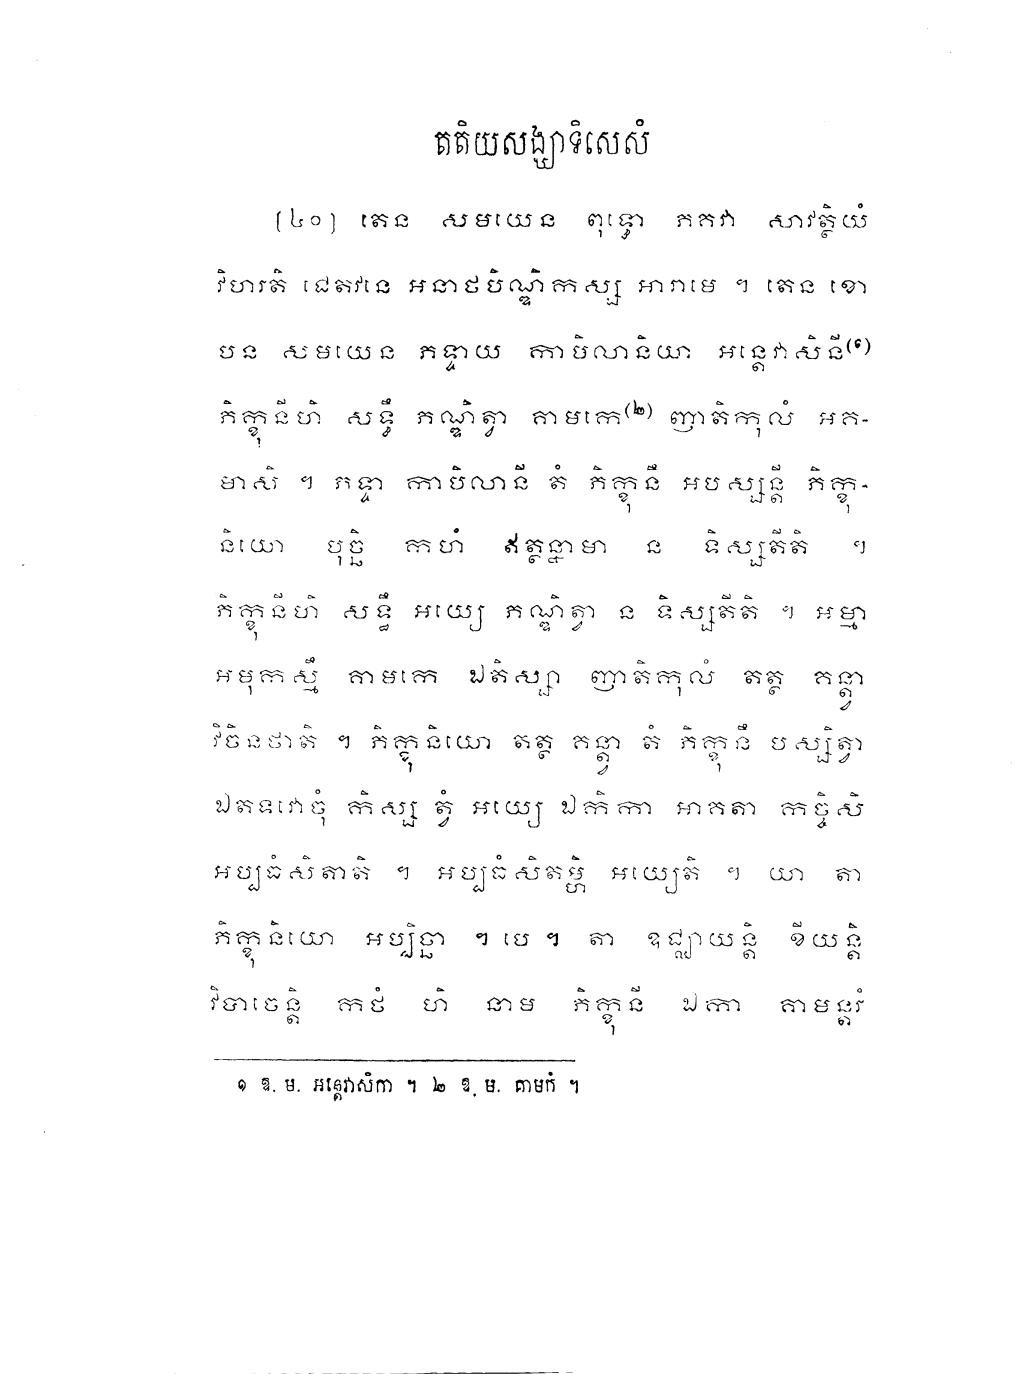 តតិយសង្ឃាទិសេសំ
[៤០] តេន សមយេន ពុទ្ធោ ភគវា សាវត្ថិយំ
វិហរតិ ជេតវនេ អនាថបិណ្ឌិកស្ស អារាមេ ។ តេន ខោ
បន សមយេន ភទ្ទាយ កាបិលានិយា អន្តេវាសិនី(១)
ភិក្ខុនីហិ សទ្ធឹ ភណ្ឌិត្វា គាមកេ(២) ញាតិកុលំ អគ-
មាសិ ។ ភទ្ទា កាបិលានី តំ ភិក្ខុនឹ អបស្សន្តី ភិក្ខុ-
និយោ បុច្ឆិ កហំ ឥត្ថន្នាមា ន ទិស្សតីតិ ។
ភិក្ខុនីហិ សទ្ធឹ អយ្យេ ភណ្ឌិត្វា ន ទិស្សតីតិ ។ អម្មា
អមុកស្មឹ គាមកេ ឯតិស្សា ញាតិកុលំ តត្ថ គន្ត្វា
វិចិនថាតិ ។ ភិក្ខុនិយោ តត្ថ គន្ត្វា តំ ភិក្ខុនឹ បស្សិត្វា
ឯតទវោចុំ កិស្ស ត្វំ អយ្យេ ឯកិកា អាគតា កច្ចិសិ
អប្បធំសិតាតិ ។ អប្បធំសិតម្ហិ អយ្យេតិ ។ យា តា
ភិក្ខុនិយោ អប្បិច្ឆា ។ បេ ។ តា ឧជ្ឈាយន្តិ ខីយន្តិ
វិបាចេន្តិ កថំ ហិ នាម ភិក្ខុនី ឯកា គាមន្តរំ
១ ឱ. ម. អន្តេវាសិកា ។ ២ ឱ. ម. គាមកំ ។